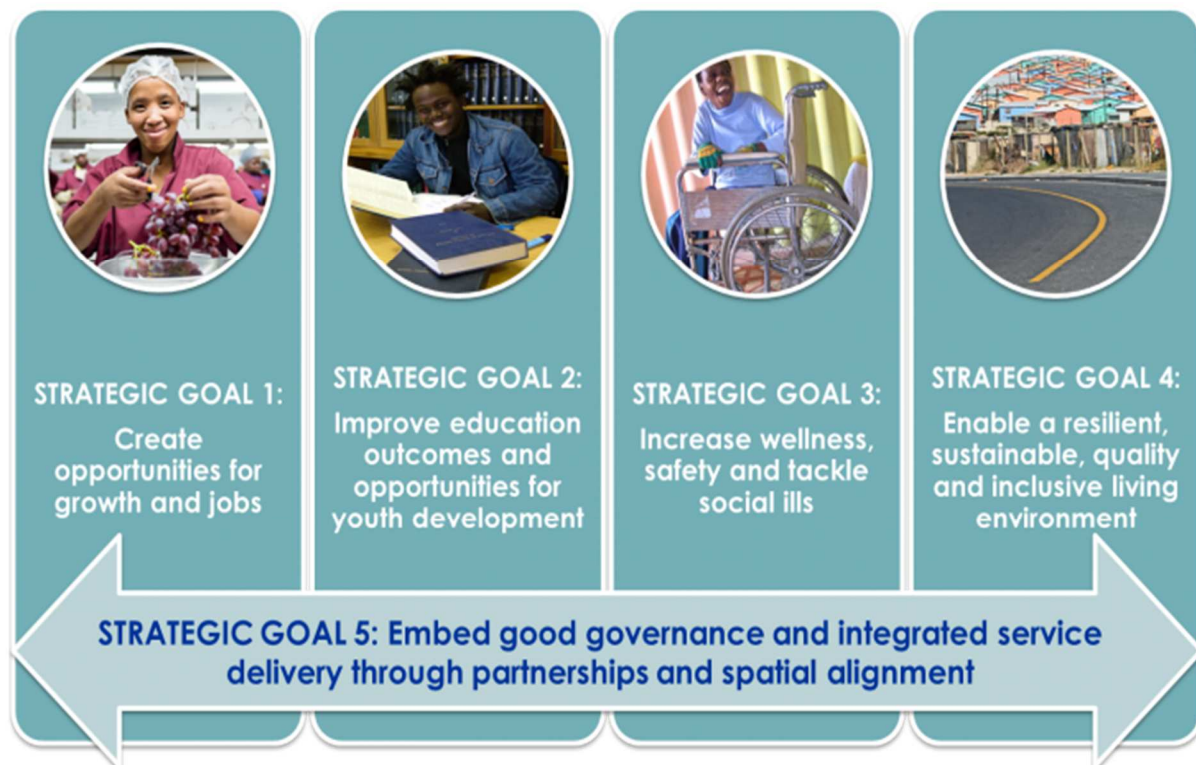 STRATEGIC GOAL 1:
Create
opportunities for
growth and jobs
STRATEGIC GOAL 2:
Improve education
outcomes and
opportunities for
youth development
STRATEGIC GOAL 3:
Increase wellness,
safety and tackle
social ills
STRATEGIC GOAL 4:
Enable a resilient,
sustainable, quality
and inclusive living
environment
STRATEGIC GOAL 5: Embed good governance and integrated service
delivery through partnerships and spatial alignment